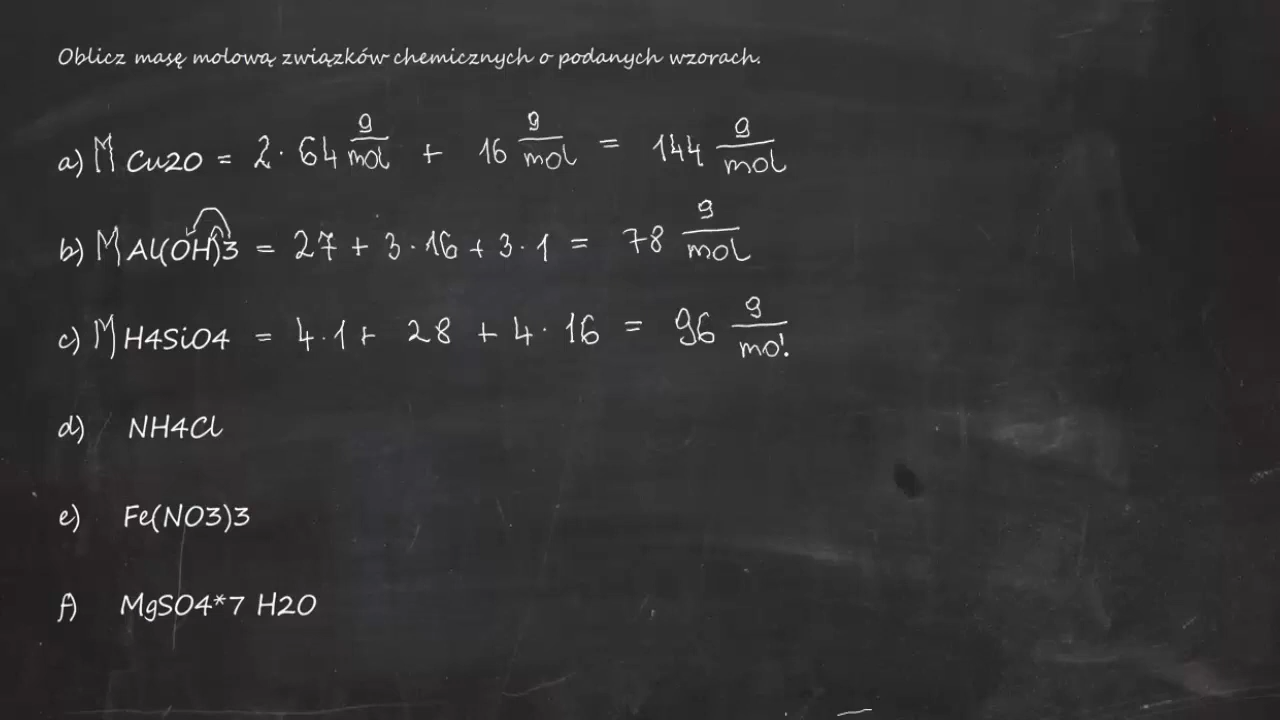 Oblicz masę molową związków chemicznych o podanych wzorach.
a) M Cu2O = 2 · 64 g/mol + 16 g/mol = 144 g/mol
b) M Al(OH)3 = 27 + 3 · 16 + 3 · 1 = 78 g/mol
c) M H4SiO4 = 4 · 1 + 28 + 4 · 16 = 96 g/mol
d) NH4Cl
e) Fe(NO3)3
f) MgSO4*7 H2O